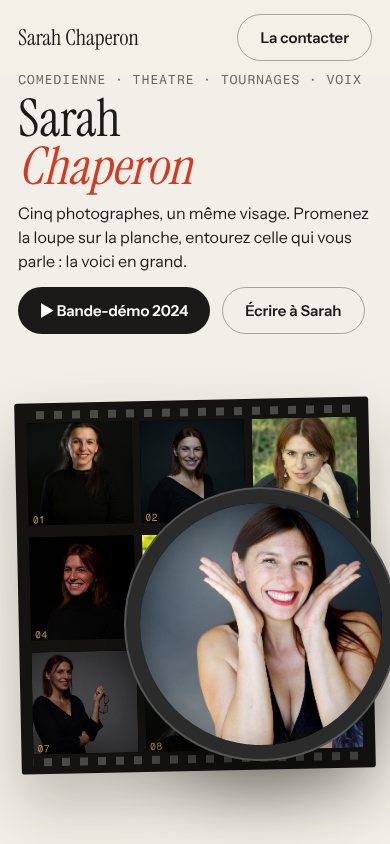 Sarah Chaperon
La contacter
COMEDIENNE · THEATRE · TOURNAGES · VOIX
Sarah
Chaperon
Cinq photographes, un même visage. Promenez
la loupe sur la planche, entourez celle qui vous
parle : la voici en grand.
▶ Bande-démo 2024
Écrire à Sarah
01
02
04
07
08